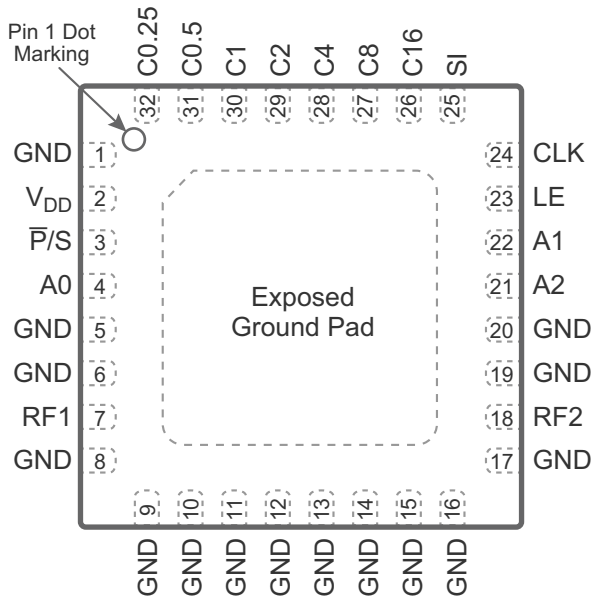 Pin 1 Dot
Marking
C0.25
C0.5
C1
C2
C4
C8
C16
SI
32
31
30
29
28
27
26
25
GND 1
V_DD 2
P̅/S 3
A0 4
GND 5
GND 6
RF1 7
GND 8
Exposed
Ground Pad
24 CLK
23 LE
22 A1
21 A2
20 GND
19 GND
18 RF2
17 GND
9
10
11
12
13
14
15
16
GND
GND
GND
GND
GND
GND
GND
GND